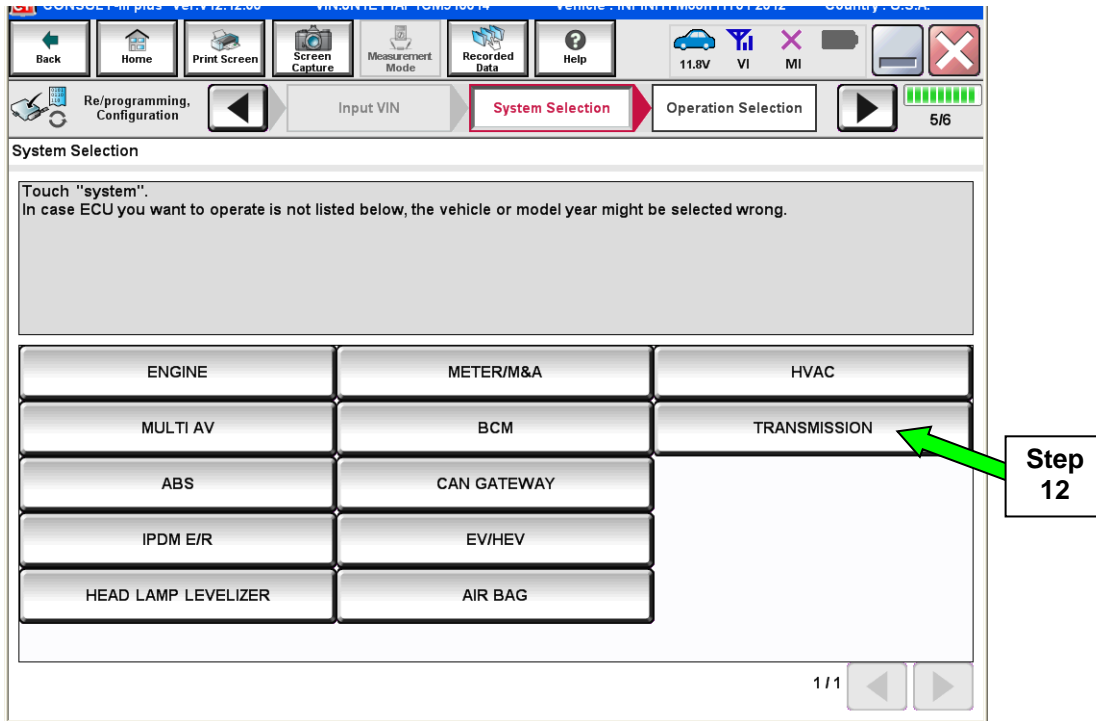 Back
Home
Print Screen
Screen
Capture
Measurement
Mode
Recorded
Data
Help
11.8V
VI
MI
Re/programming,
Configuration
Input VIN
System Selection
Operation Selection
5/6
System Selection
Touch "system".
In case ECU you want to operate is not listed below, the vehicle or model year might be selected wrong.
ENGINE
METER/M&A
HVAC
MULTI AV
BCM
TRANSMISSION
ABS
CAN GATEWAY
IPDM E/R
EV/HEV
HEAD LAMP LEVELIZER
AIR BAG
Step
12
1/1